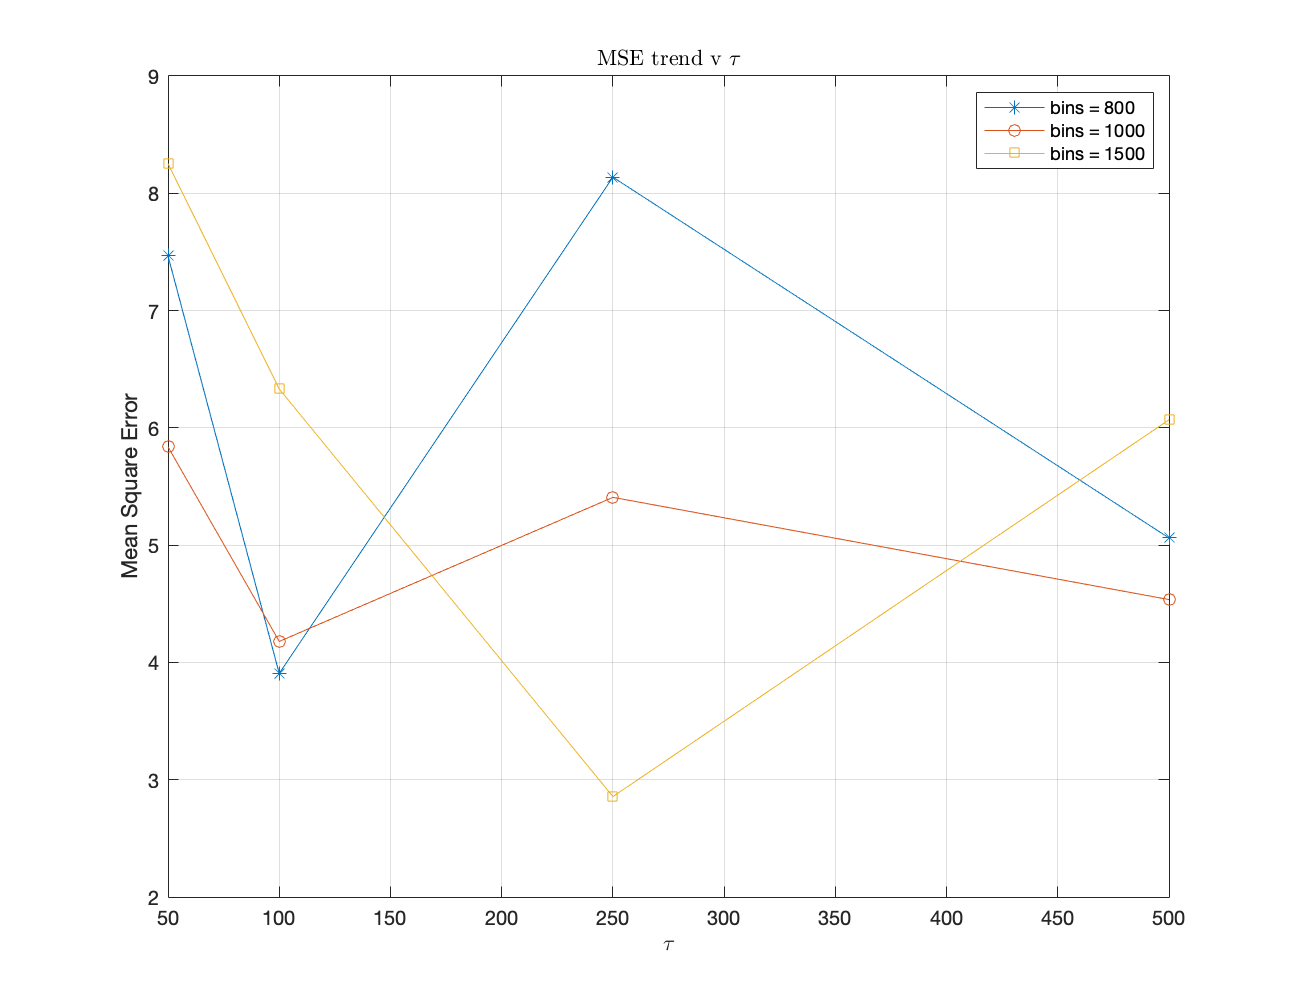 MSE trend v τ
9
8
7
6
5
4
3
2
Mean Square Error
bins = 800
bins = 1000
bins = 1500
50 100 150 200 250 300 350 400 450 500
τ